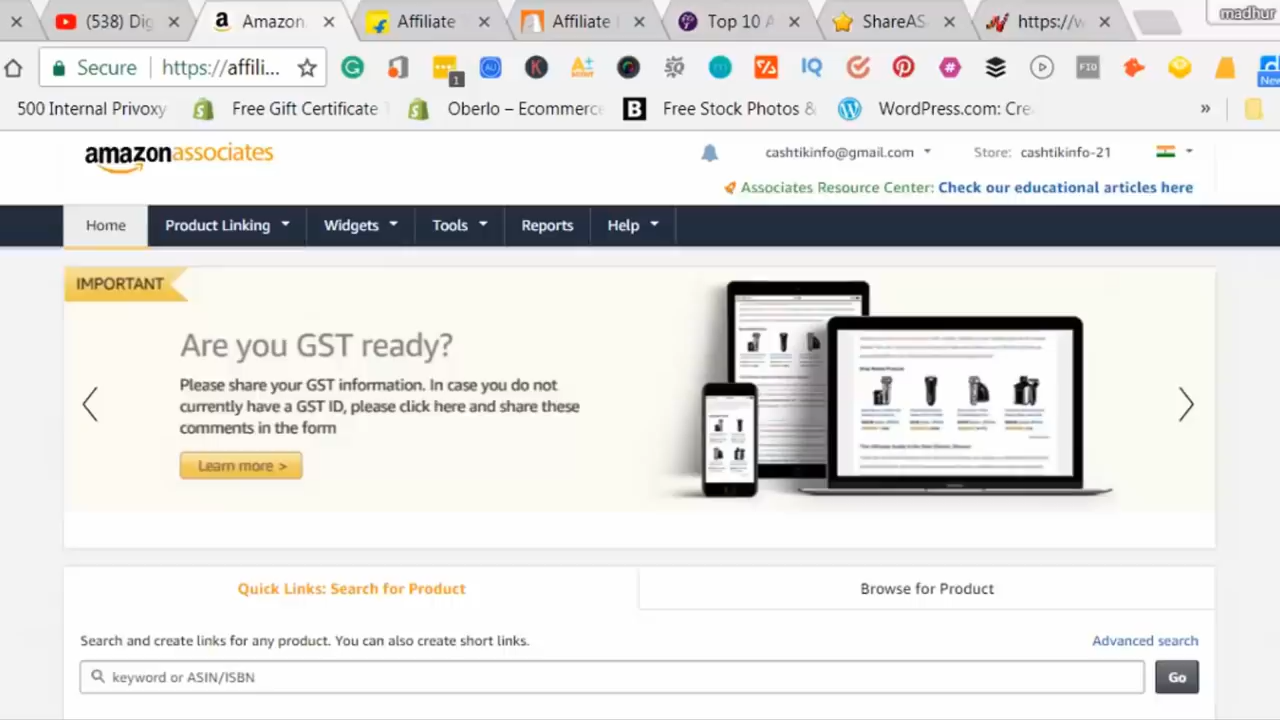 (538) Dig
Amazon
Affiliate
Affiliate
Top 10 A
ShareAS
https://w
madhur
Secure
https://affili...
1
FIO
New
500 Internal Privoxy
Free Gift Certificate
Oberlo – Ecommerce
Free Stock Photos &
WordPress.com: Cre
»
amazonassociates
cashtikinfo@gmail.com
Store: cashtikinfo-21
Associates Resource Center: Check our educational articles here
Home
Product Linking
Widgets
Tools
Reports
Help
IMPORTANT
Are you GST ready?
Please share your GST information. In case you do not
currently have a GST ID, please click here and share these
comments in the form
Learn more >
Quick Links: Search for Product
Browse for Product
Search and create links for any product. You can also create short links.
Advanced search
keyword or ASIN/ISBN
Go